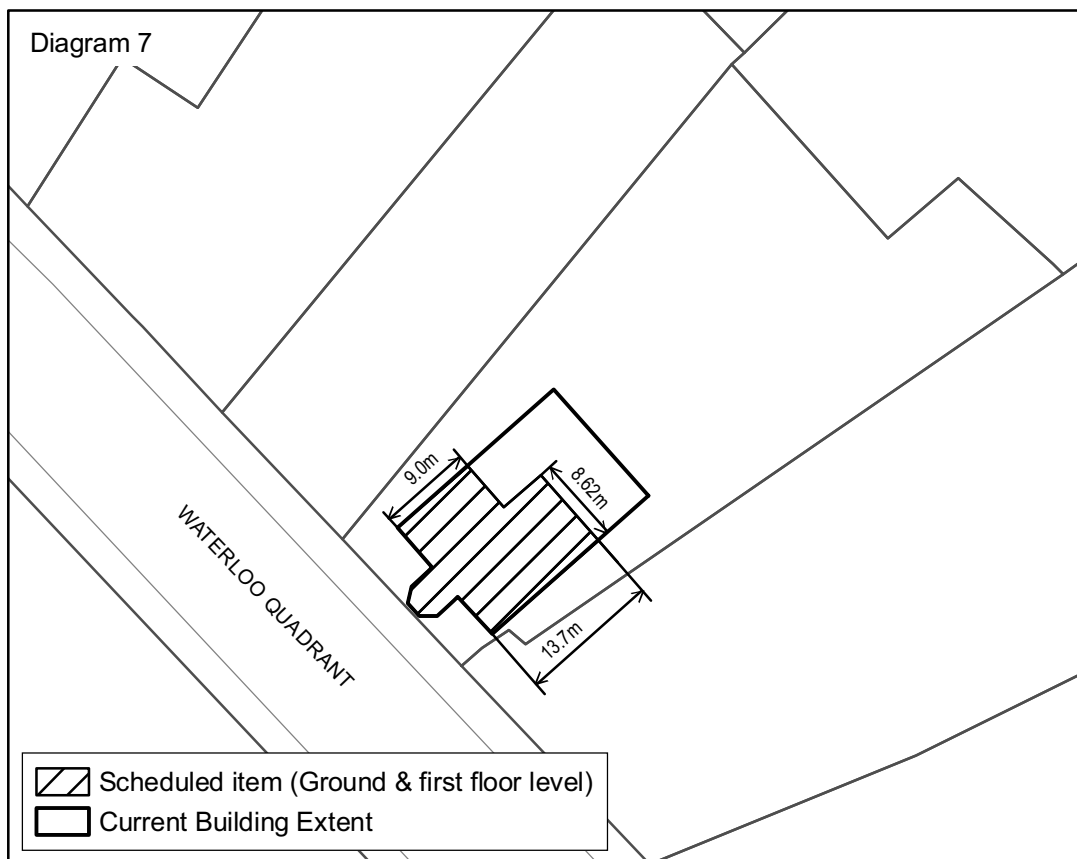 Diagram 7
9.0m
8.62m
13.7m
WATERLOO QUADRANT
Scheduled item (Ground & first floor level)
Current Building Extent